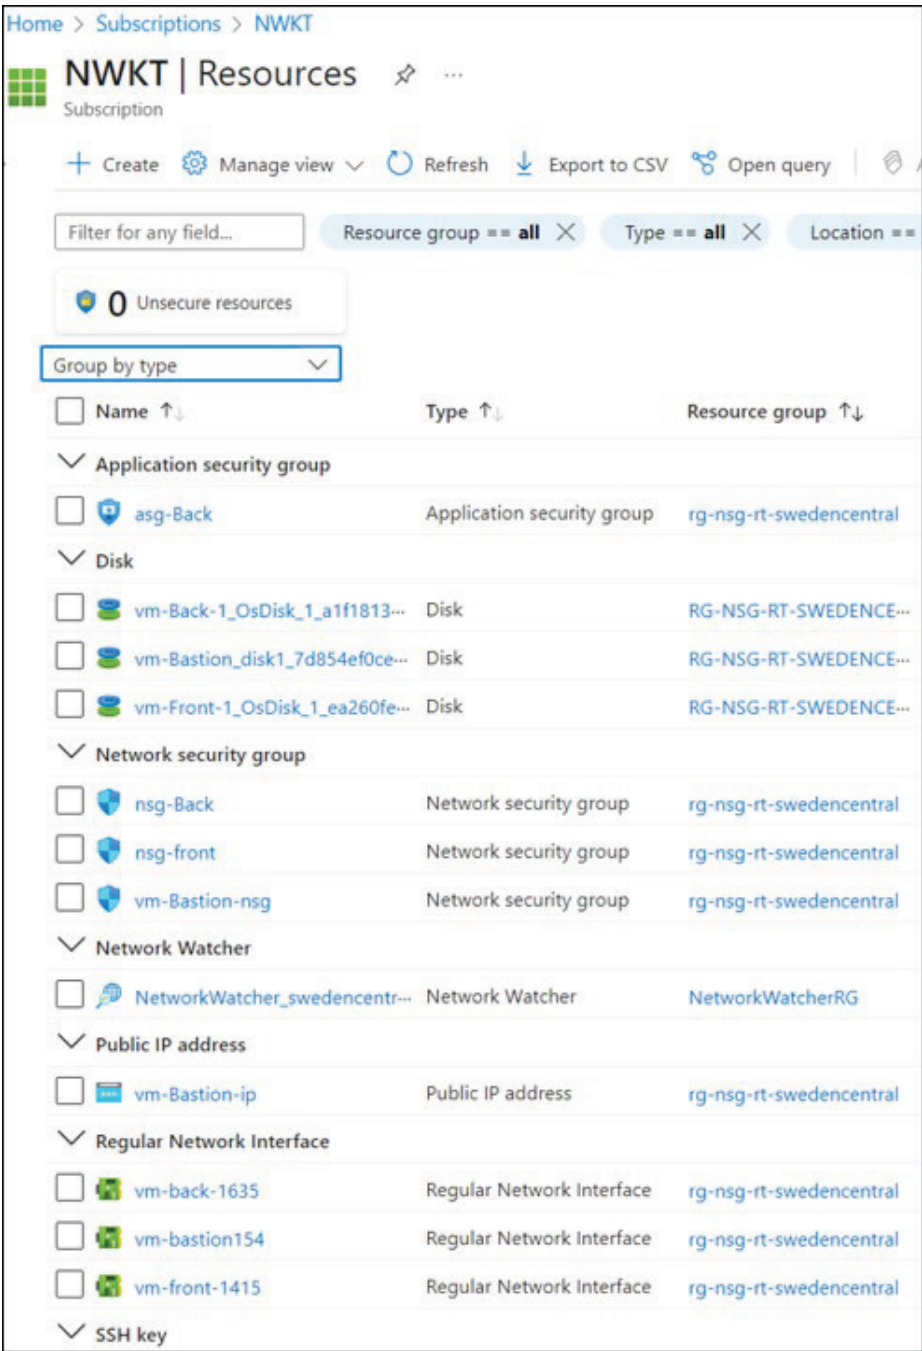 Home > Subscriptions > NWKT
NWKT | Resources ...
Subscription
Create Manage view Refresh Export to CSV Open query
Filter for any field... Resource group == all Type == all Location ==
0 Unsecure resources
Group by type
Name Type Resource group
Application security group
asg-Back Application security group rg-nsg-rt-swedencentral
Disk
vm-Back-1_OsDisk_1_a1f1813... Disk RG-NSG-RT-SWEDENCE...
vm-Bastion_disk1_7d854ef0ce... Disk RG-NSG-RT-SWEDENCE...
vm-Front-1_OsDisk_1_ea260fe... Disk RG-NSG-RT-SWEDENCE...
Network security group
nsg-Back Network security group rg-nsg-rt-swedencentral
nsg-front Network security group rg-nsg-rt-swedencentral
vm-Bastion-nsg Network security group rg-nsg-rt-swedencentral
Network Watcher
NetworkWatcher_swedencentr... Network Watcher NetworkWatcherRG
Public IP address
vm-Bastion-ip Public IP address rg-nsg-rt-swedencentral
Regular Network Interface
vm-back-1635 Regular Network Interface rg-nsg-rt-swedencentral
vm-bastion154 Regular Network Interface rg-nsg-rt-swedencentral
vm-front-1415 Regular Network Interface rg-nsg-rt-swedencentral
SSH key